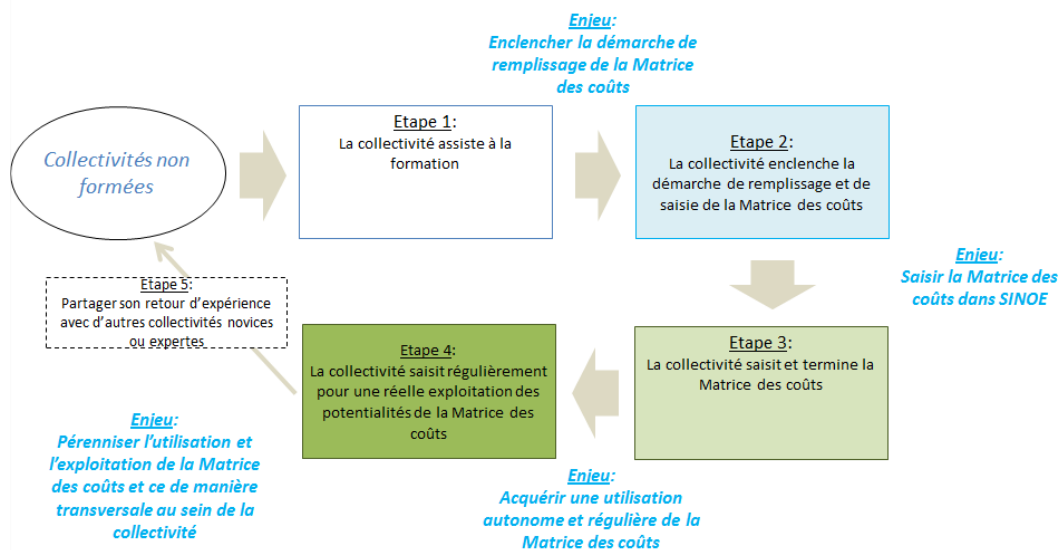 Enjeu:
Enclencher la démarche de
remplissage de la Matrice
des coûts
Collectivités non
formées
Etape 1:
La collectivité assiste à la
formation
Etape 2:
La collectivité enclenche la
démarche de remplissage et de
saisie de la Matrice des coûts
Enjeu:
Saisir la Matrice des
coûts dans SINOE
Etape 3:
La collectivité saisit et termine la
Matrice des coûts
Enjeu:
Acquérir une utilisation
autonome et régulière de la
Matrice des coûts
Etape 4:
La collectivité saisit régulièrement
pour une réelle exploitation des
potentialités de la Matrice des
coûts
Enjeu:
Pérenniser l'utilisation et
l'exploitation de la Matrice
des coûts et ce de manière
transversale au sein de la
collectivité
Etape 5:
Partager son retour d'expérience
avec d'autres collectivités novices
ou expertes